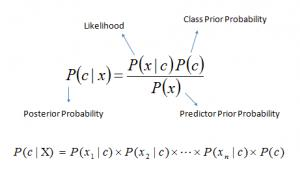 Likelihood
Class Prior Probability
P(c | x) = P(x | c)P(c) / P(x)
Posterior Probability
Predictor Prior Probability
P(c | X) = P(x₁ | c) × P(x₂ | c) × ⋯ × P(xₙ | c) × P(c)